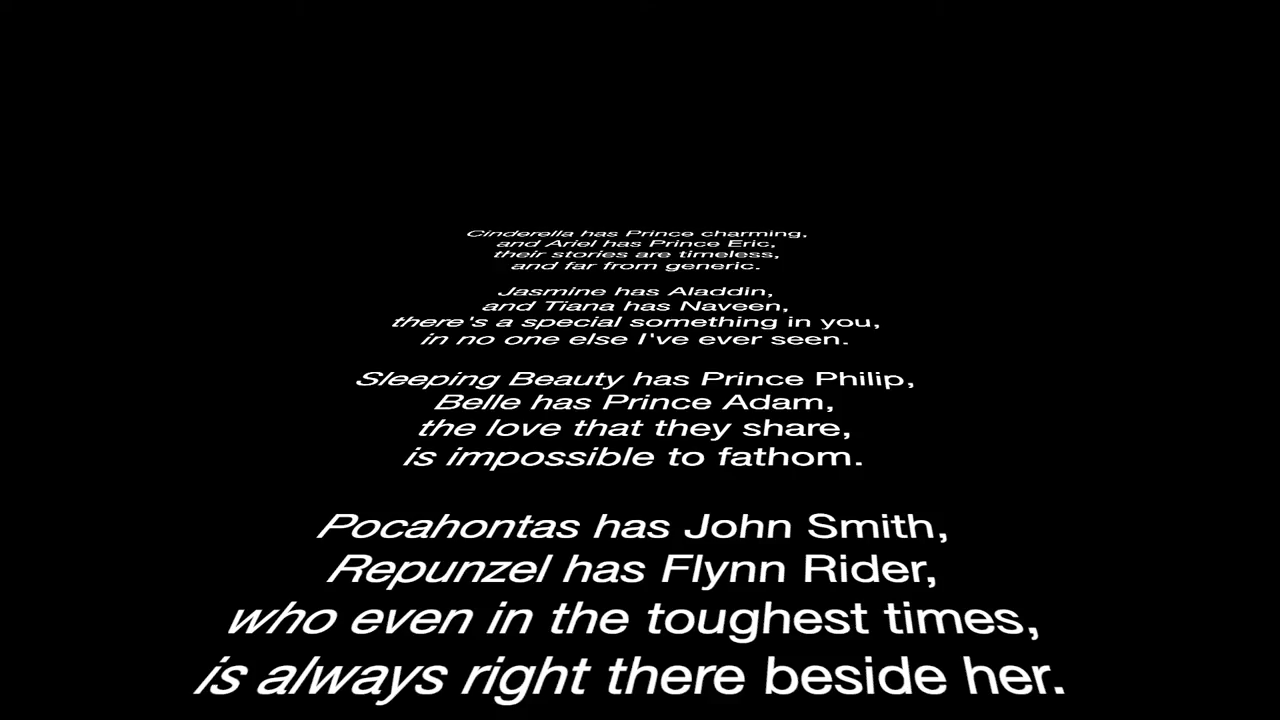 Cinderella has Prince charming,
and Ariel has Prince Eric,
their stories are timeless,
and far from generic.
Jasmine has Aladdin,
and Tiana has Naveen,
there's a special something in you,
in no one else I've ever seen.
Sleeping Beauty has Prince Philip,
Belle has Prince Adam,
the love that they share,
is impossible to fathom.
Pocahontas has John Smith,
Repunzel has Flynn Rider,
who even in the toughest times,
is always right there beside her.